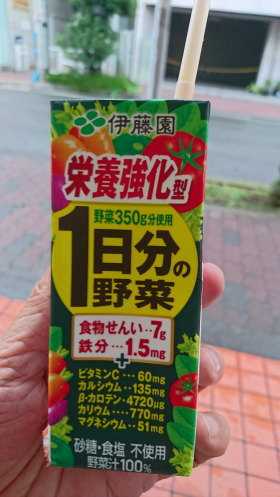 伊藤園
栄養強化型
野菜350g分使用
1日分の
野菜
食物せんい‥7g
鉄分…1.5mg
+
ビタミンC…60mg
カルシウム‥135mg
β-カロテン‥4720μg
カリウム‥‥770mg
マグネシウム‥51mg
砂糖・食塩 不使用
野菜汁100%